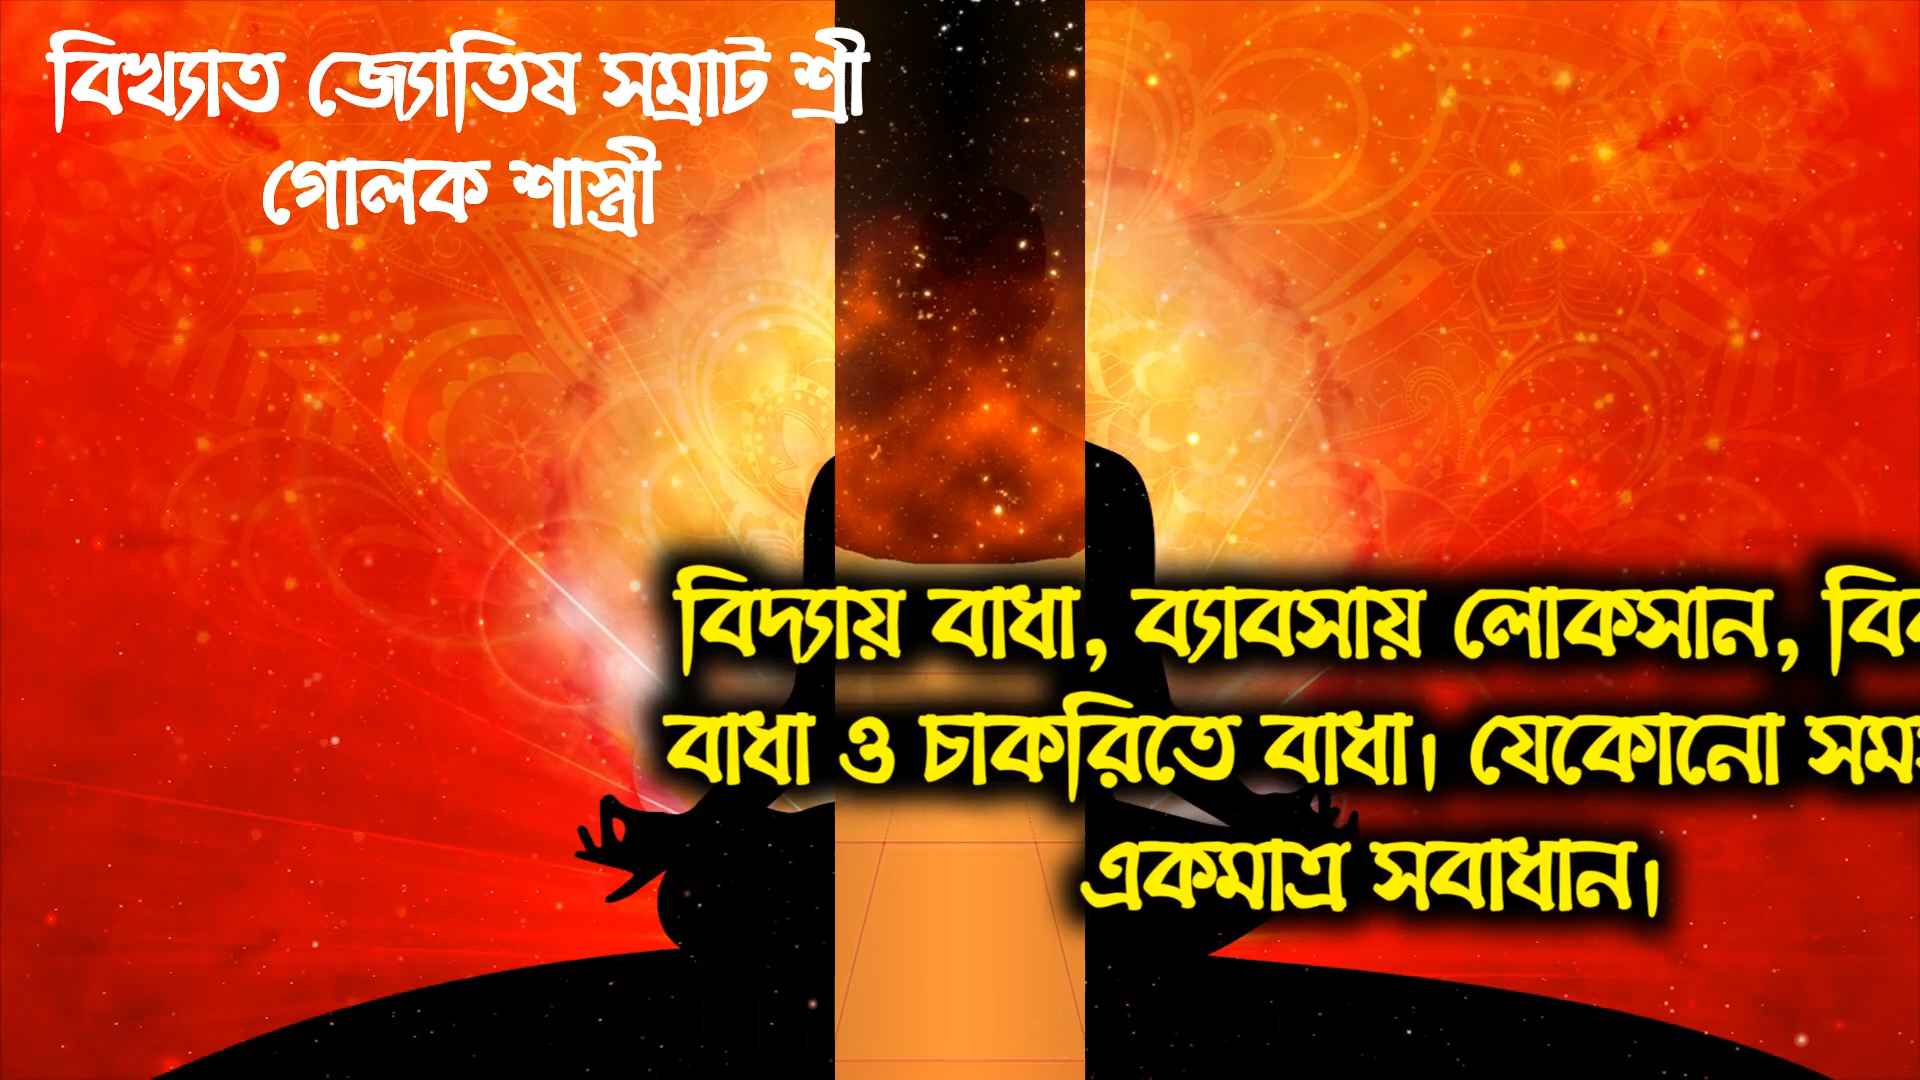 বিখ্যাত জ্যোতিষ সম্রাট শ্রী
গোলক শাস্ত্রী
বিদ্যায় বাধা, ব্যাবসায় লোকসান,
বাধা ও চাকরিতে বাধা। যেকোনো
একমাত্র সবাধান।